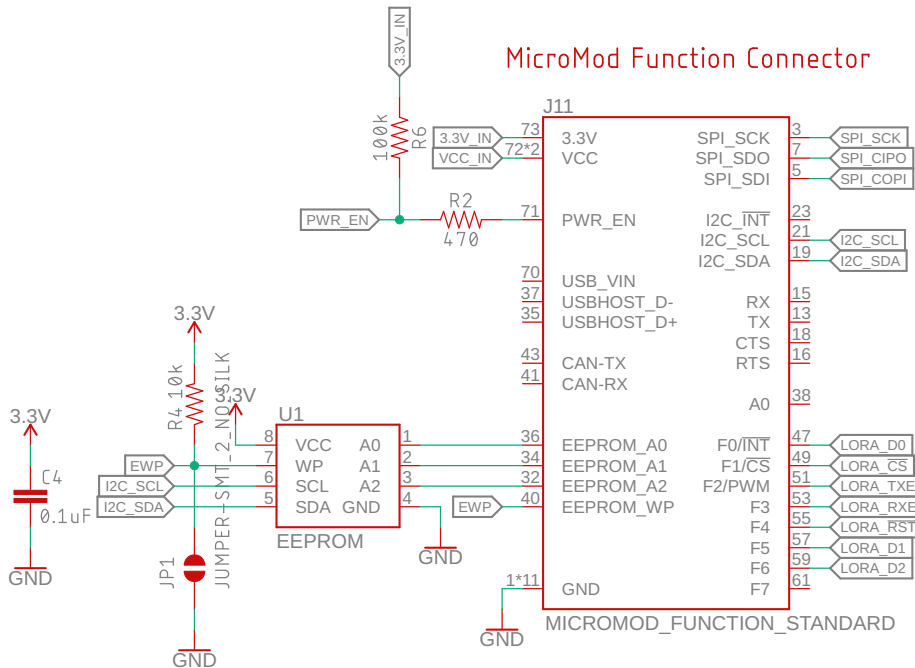 3.3V_IN
MicroMod Function Connector
J11
100k
R6
3.3V_IN 73 3.3V SPI_SCK 3 SPI_SCK
VCC_IN 72*2 VCC SPI_SDO 7 SPI_CIPO
SPI_SDI 5 SPI_COPI
R2
PWR_EN 71 PWR_EN I2C_INT 23
470
I2C_SCL 21 I2C_SCL
I2C_SDA 19 I2C_SDA
70 USB_VIN
37 USBHOST_D- RX 15
35 USBHOST_D+ TX 13
CTS 18
43 CAN-TX RTS 16
41 CAN-RX
A0 38
3.3V
R4 10k
JUMPER-SMT_2_NO_SILK
3.3V
3.3V
U1
8 VCC A0 1 36 EEPROM_A0 F0/INT 47 LORA_D0
EWP 7 WP A1 2 34 EEPROM_A1 F1/CS 49 LORA_CS
I2C_SCL 6 SCL A2 3 32 EEPROM_A2 F2/PWM 51 LORA_TXE
I2C_SDA 5 SDA GND 4 EWP 40 EEPROM_WP F3 53 LORA_RXE
F4 55 LORA_RST
C4
0.1uF
EEPROM
F5 57 LORA_D1
GND
JP1
F6 59 LORA_D2
GND
1*11 GND F7 61
GND
MICROMOD_FUNCTION_STANDARD
GND